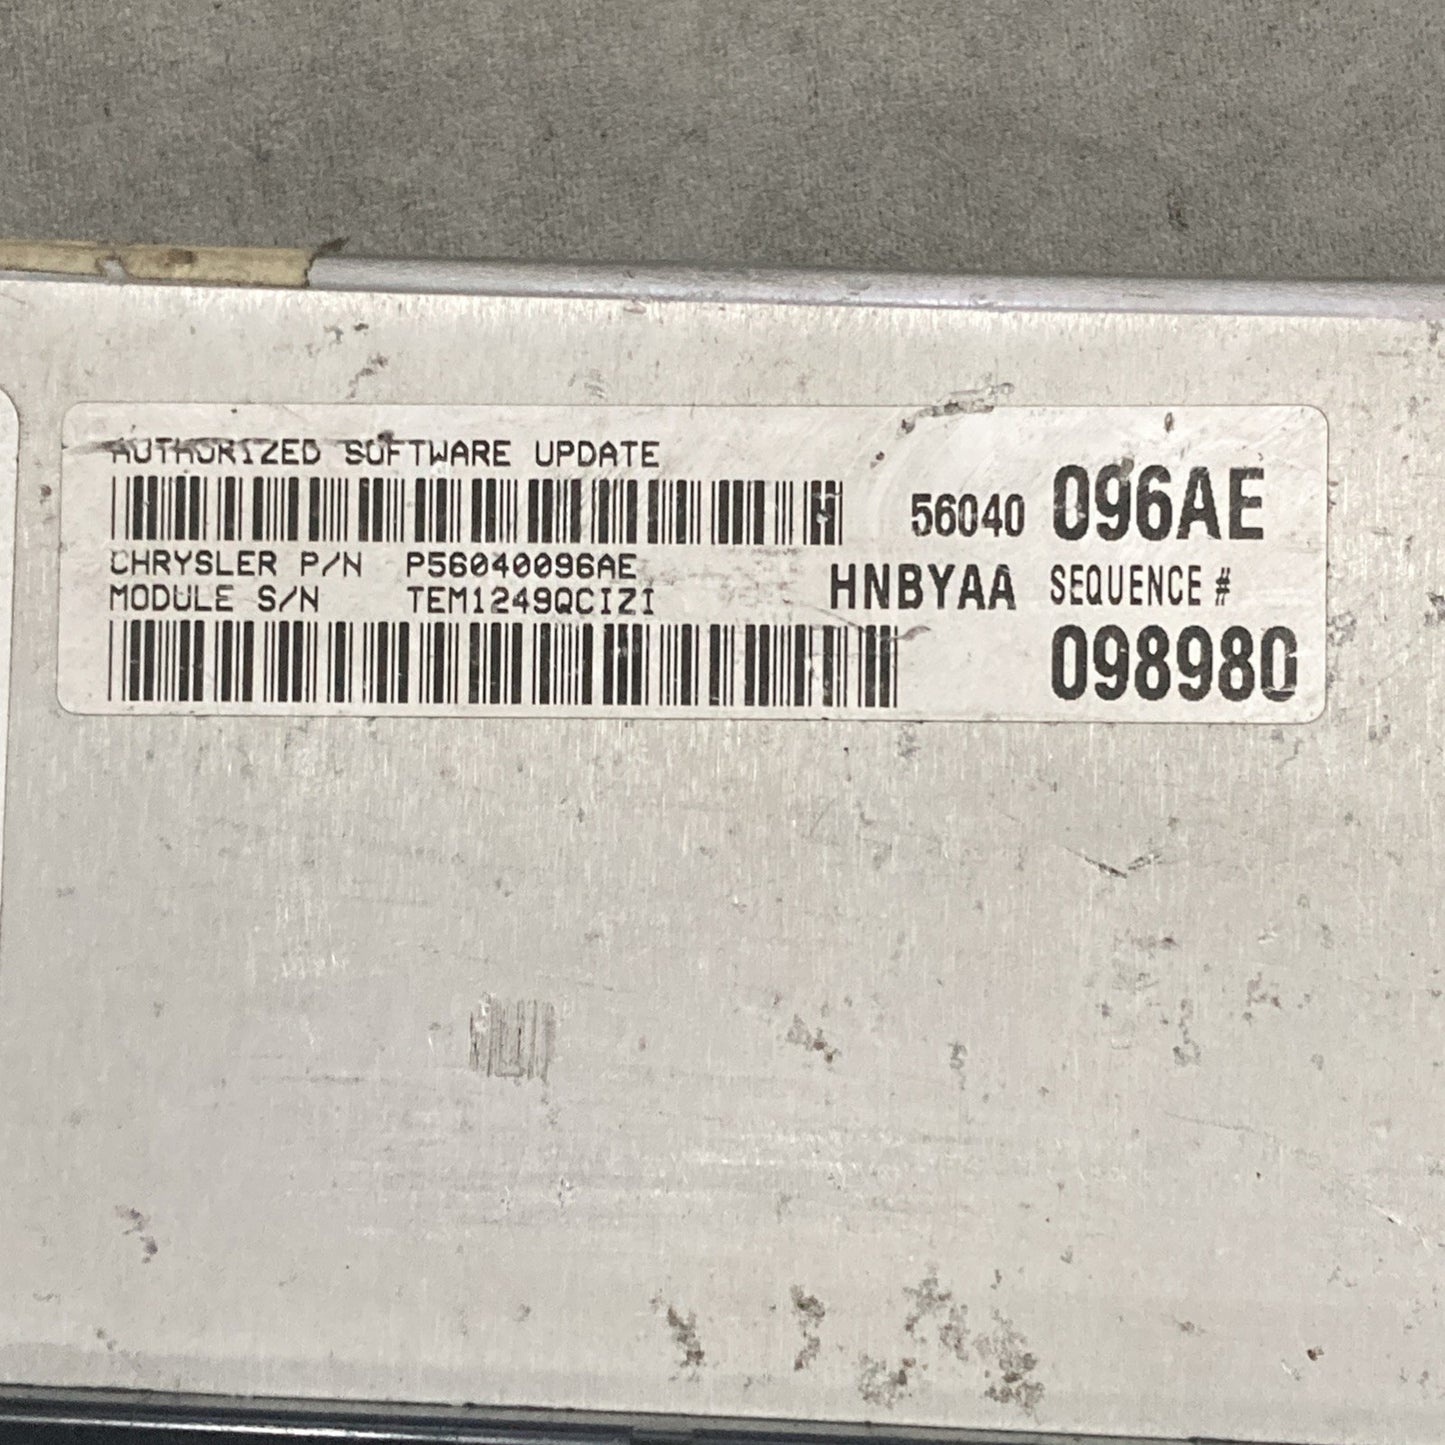 AUTHORIZED SOFTWARE UPDATE
56040 096AE
CHRYSLER P/N P56040096AE
MODULE S/N TEM1249QCIZI
HNBYAA SEQUENCE #
098980